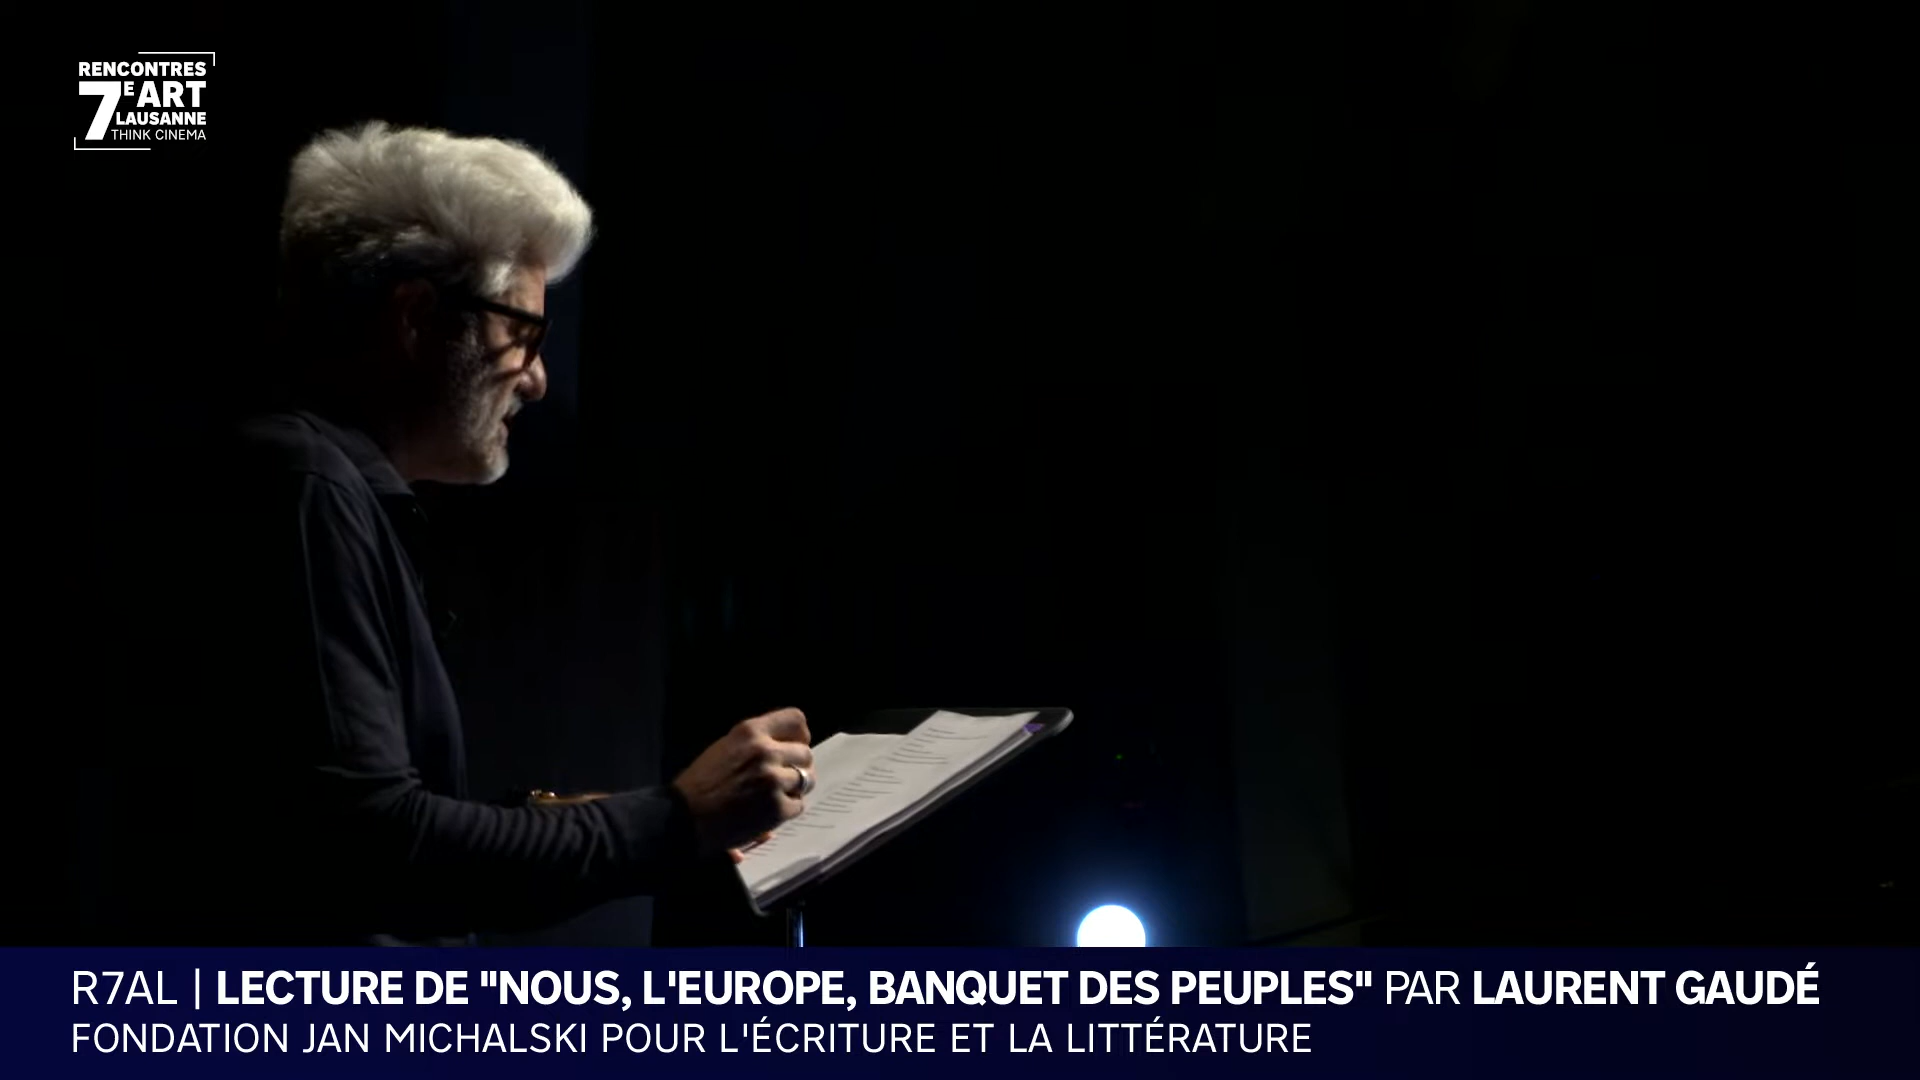 RENCONTRES
7E ART
LAUSANNE
THINK CINEMA
R7AL | LECTURE DE "NOUS, L'EUROPE, BANQUET DES PEUPLES" PAR LAURENT GAUDÉ
FONDATION JAN MICHALSKI POUR L'ÉCRITURE ET LA LITTÉRATURE